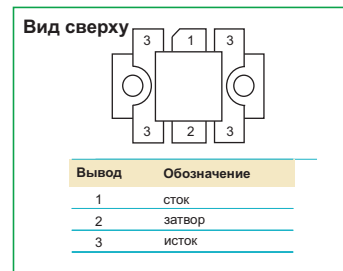 Вид сверху
3 1 3
3 2 3
Вывод Обозначение
1 сток
2 затвор
3 исток